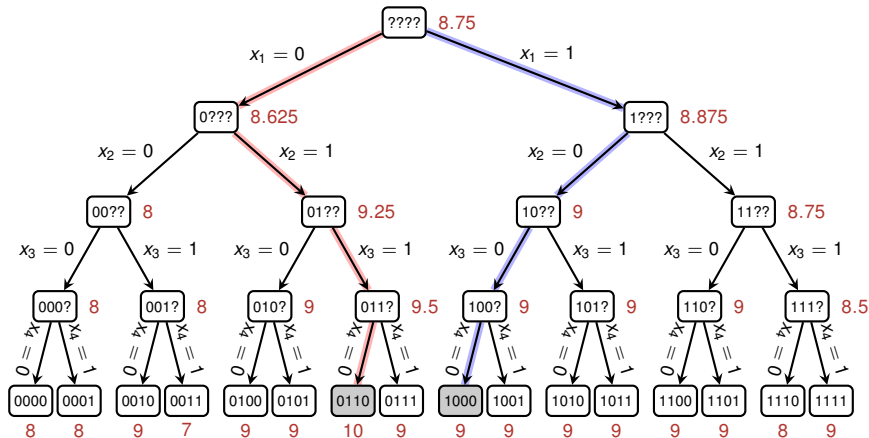 ???? 8.75
x₁ = 0 x₁ = 1
0??? 8.625 1??? 8.875
x₂ = 0 x₂ = 1 x₂ = 0 x₂ = 1
00?? 8 01?? 9.25 10?? 9 11?? 8.75
x₃ = 0 x₃ = 1 x₃ = 0 x₃ = 1 x₃ = 0 x₃ = 1 x₃ = 0 x₃ = 1
000? 8 001? 8 010? 9 011? 9.5 100? 9 101? 9 110? 9 111? 8.5
x₄ = 0 x₄ = 1 x₄ = 0 x₄ = 1 x₄ = 0 x₄ = 1 x₄ = 0 x₄ = 1 x₄ = 0 x₄ = 1 x₄ = 0 x₄ = 1 x₄ = 0 x₄ = 1 x₄ = 0 x₄ = 1
0000 0001 0010 0011 0100 0101 0110 0111 1000 1001 1010 1011 1100 1101 1110 1111
8 8 9 7 9 9 10 9 9 9 9 9 9 9 8 9